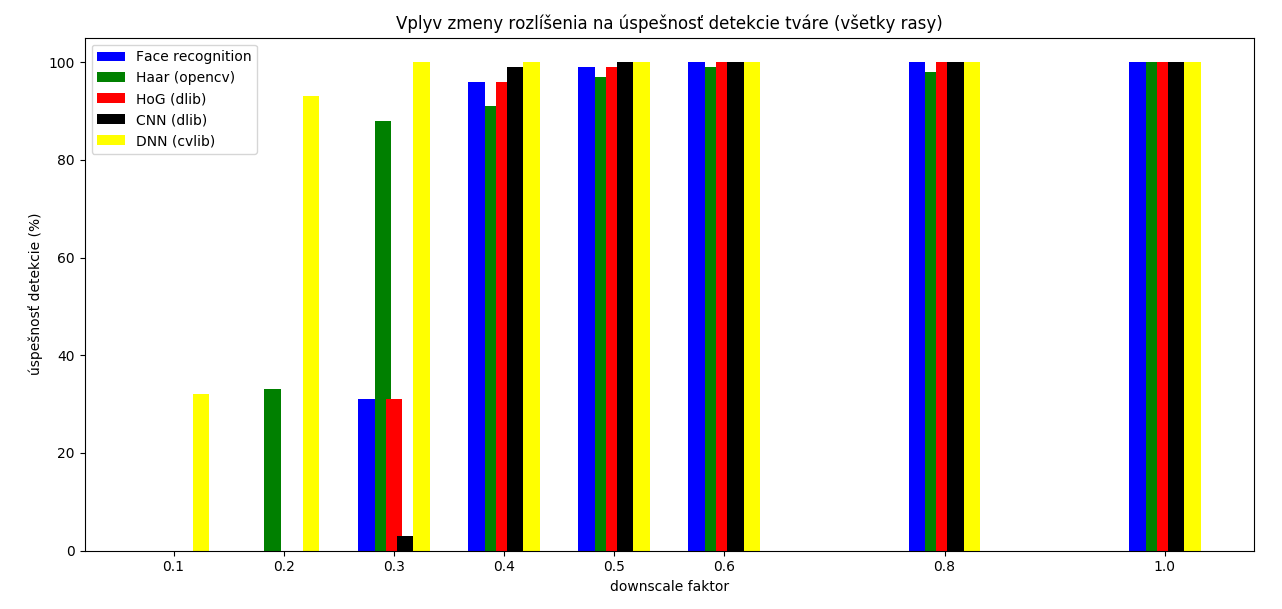 Vplyv zmeny rozlíšenia na úspešnosť detekcie tváre (všetky rasy)
Face recognition
Haar (opencv)
HoG (dlib)
CNN (dlib)
DNN (cvlib)
úspešnosť detekcie (%)
100
80
60
40
20
0
0.1 0.2 0.3 0.4 0.5 0.6 0.8 1.0
downscale faktor